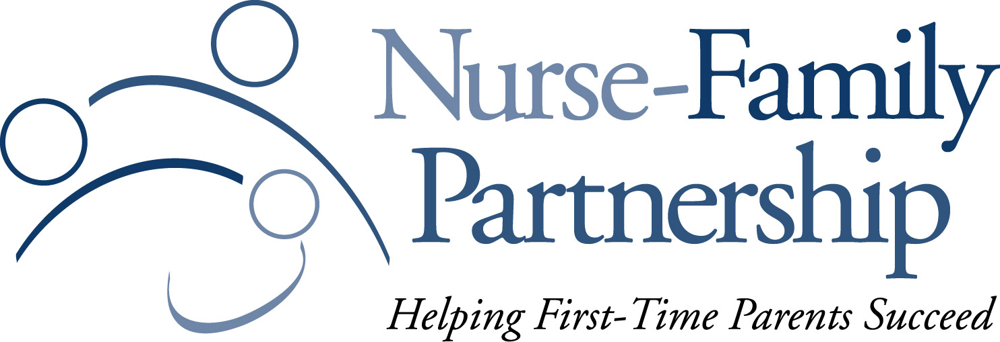 Nurse-Family
Partnership
Helping First-Time Parents Succeed